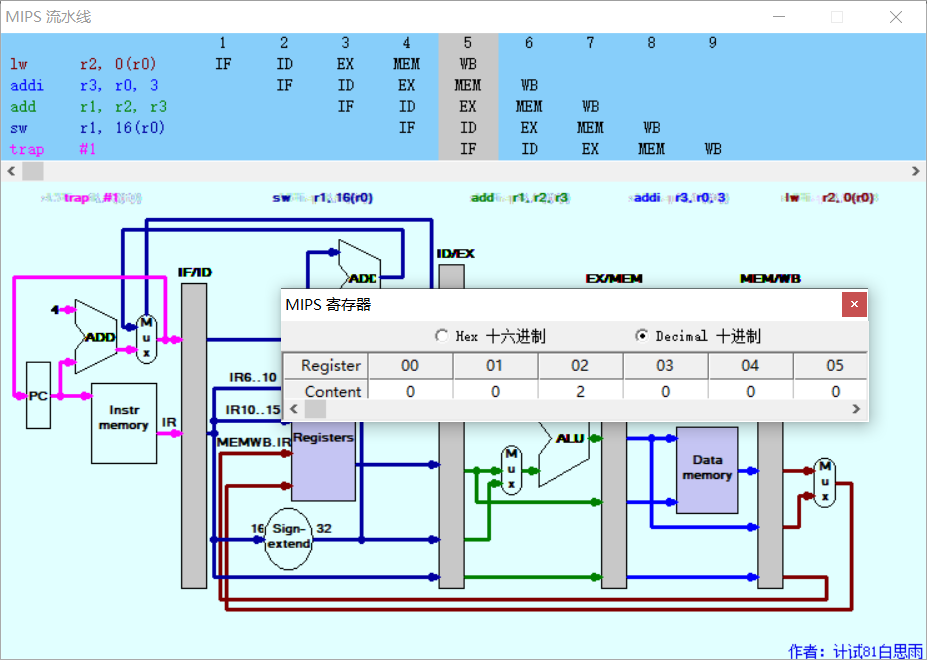 MIPS 流水线
1 2 3 4 5 6 7 8 9
lw r2, 0(r0) IF ID EX MEM WB
addi r3, r0, 3 IF ID EX MEM WB
add r1, r2, r3 IF ID EX MEM WB
sw r1, 16(r0) IF ID EX MEM WB
trap #1 IF ID EX MEM WB
trap #1 sw r1, 16(r0) add r1, r2, r3 addi r3, r0, 3 lw r2, 0(r0)
ID/EX
IF/ID ADD EX/MEM MEM/WB
MIPS 寄存器
Hex 十六进制 Decimal 十进制
Register 00 01 02 03 04 05
Content 0 0 2 0 0 0
4
ADD
M
u
x
PC
Instr
memory
IR
IR6..10
IR10..15
MEMWB.IR
Registers
16 Sign-extend 32
M
u
x
ALU
Data
memory
M
u
x
作者：计试81白思雨